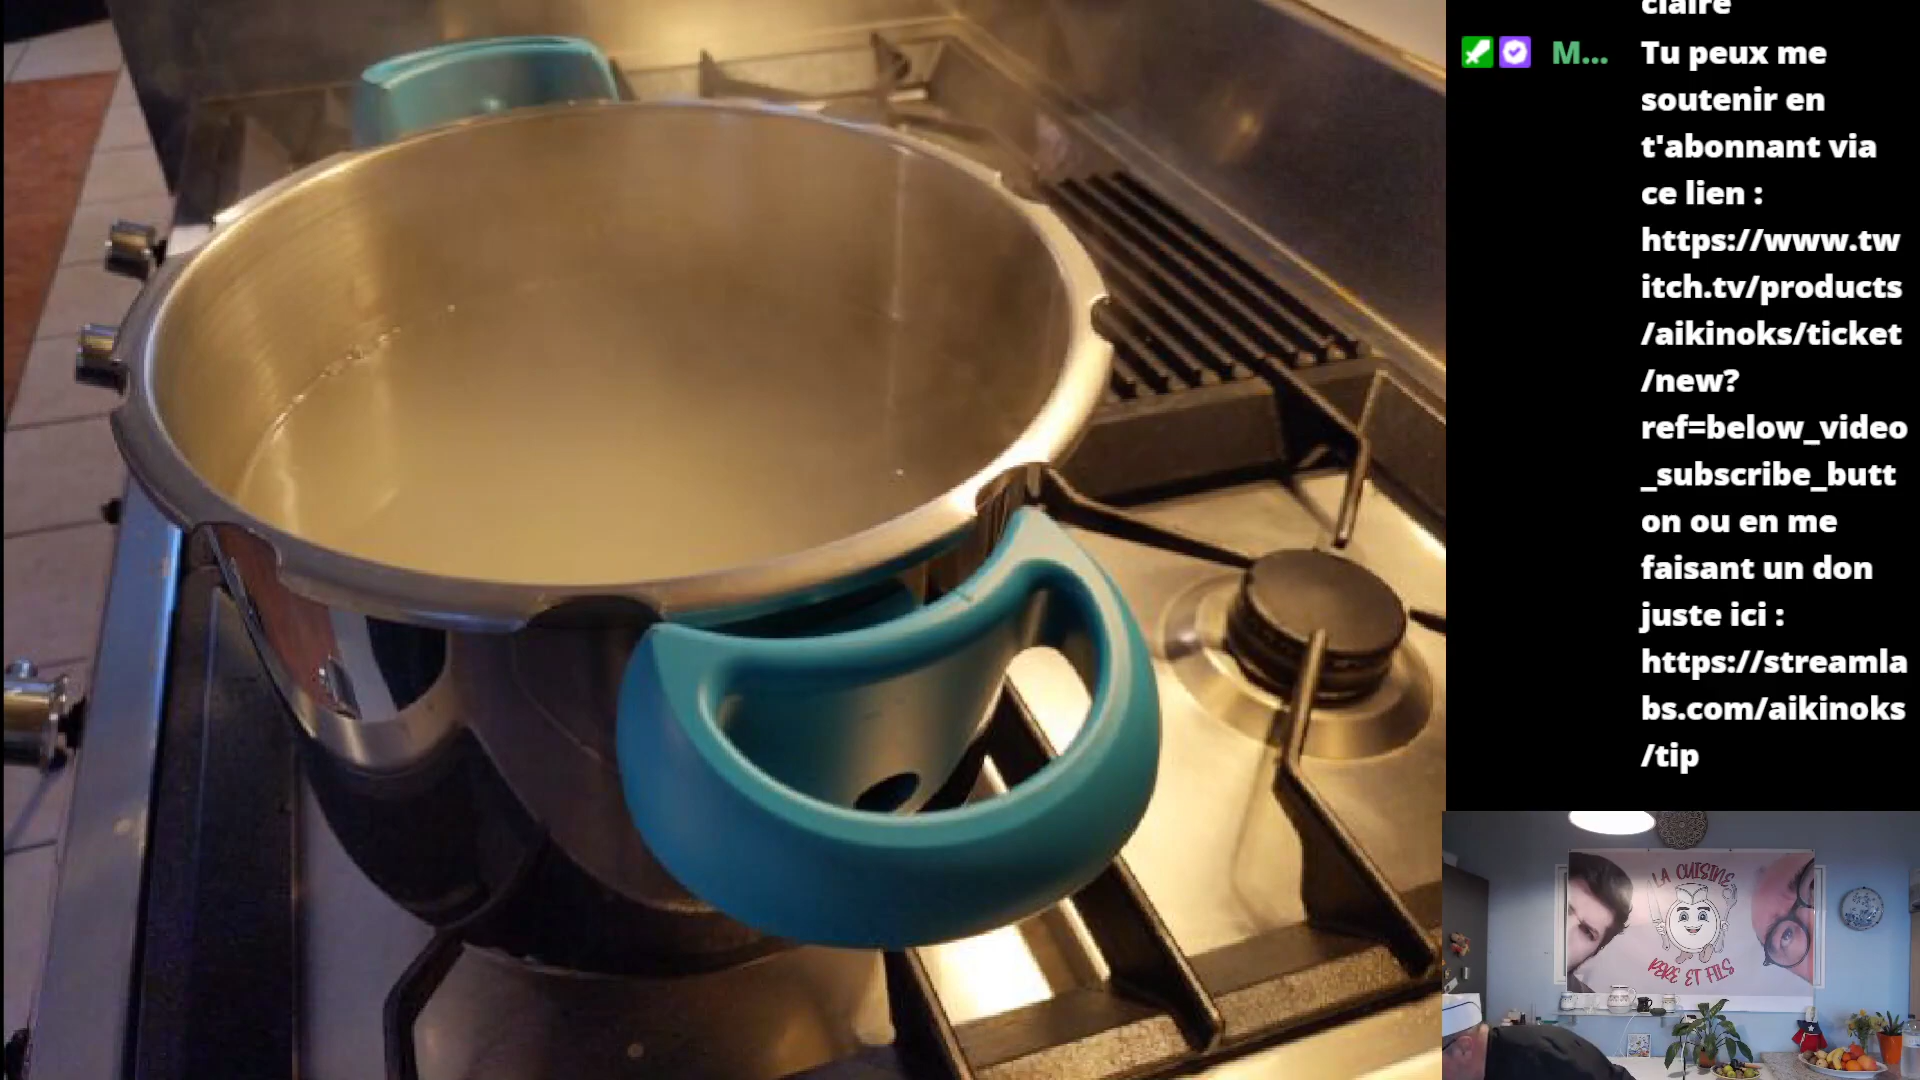 claire
M... Tu peux me
soutenir en
t'abonnant via
ce lien :
https://www.tw
itch.tv/products
/aikinoks/ticket
/new?
ref=below_video
_subscribe_butt
on ou en me
faisant un don
juste ici :
https://streamla
bs.com/aikinoks
/tip
LA CUISINE
PERE ET FILS